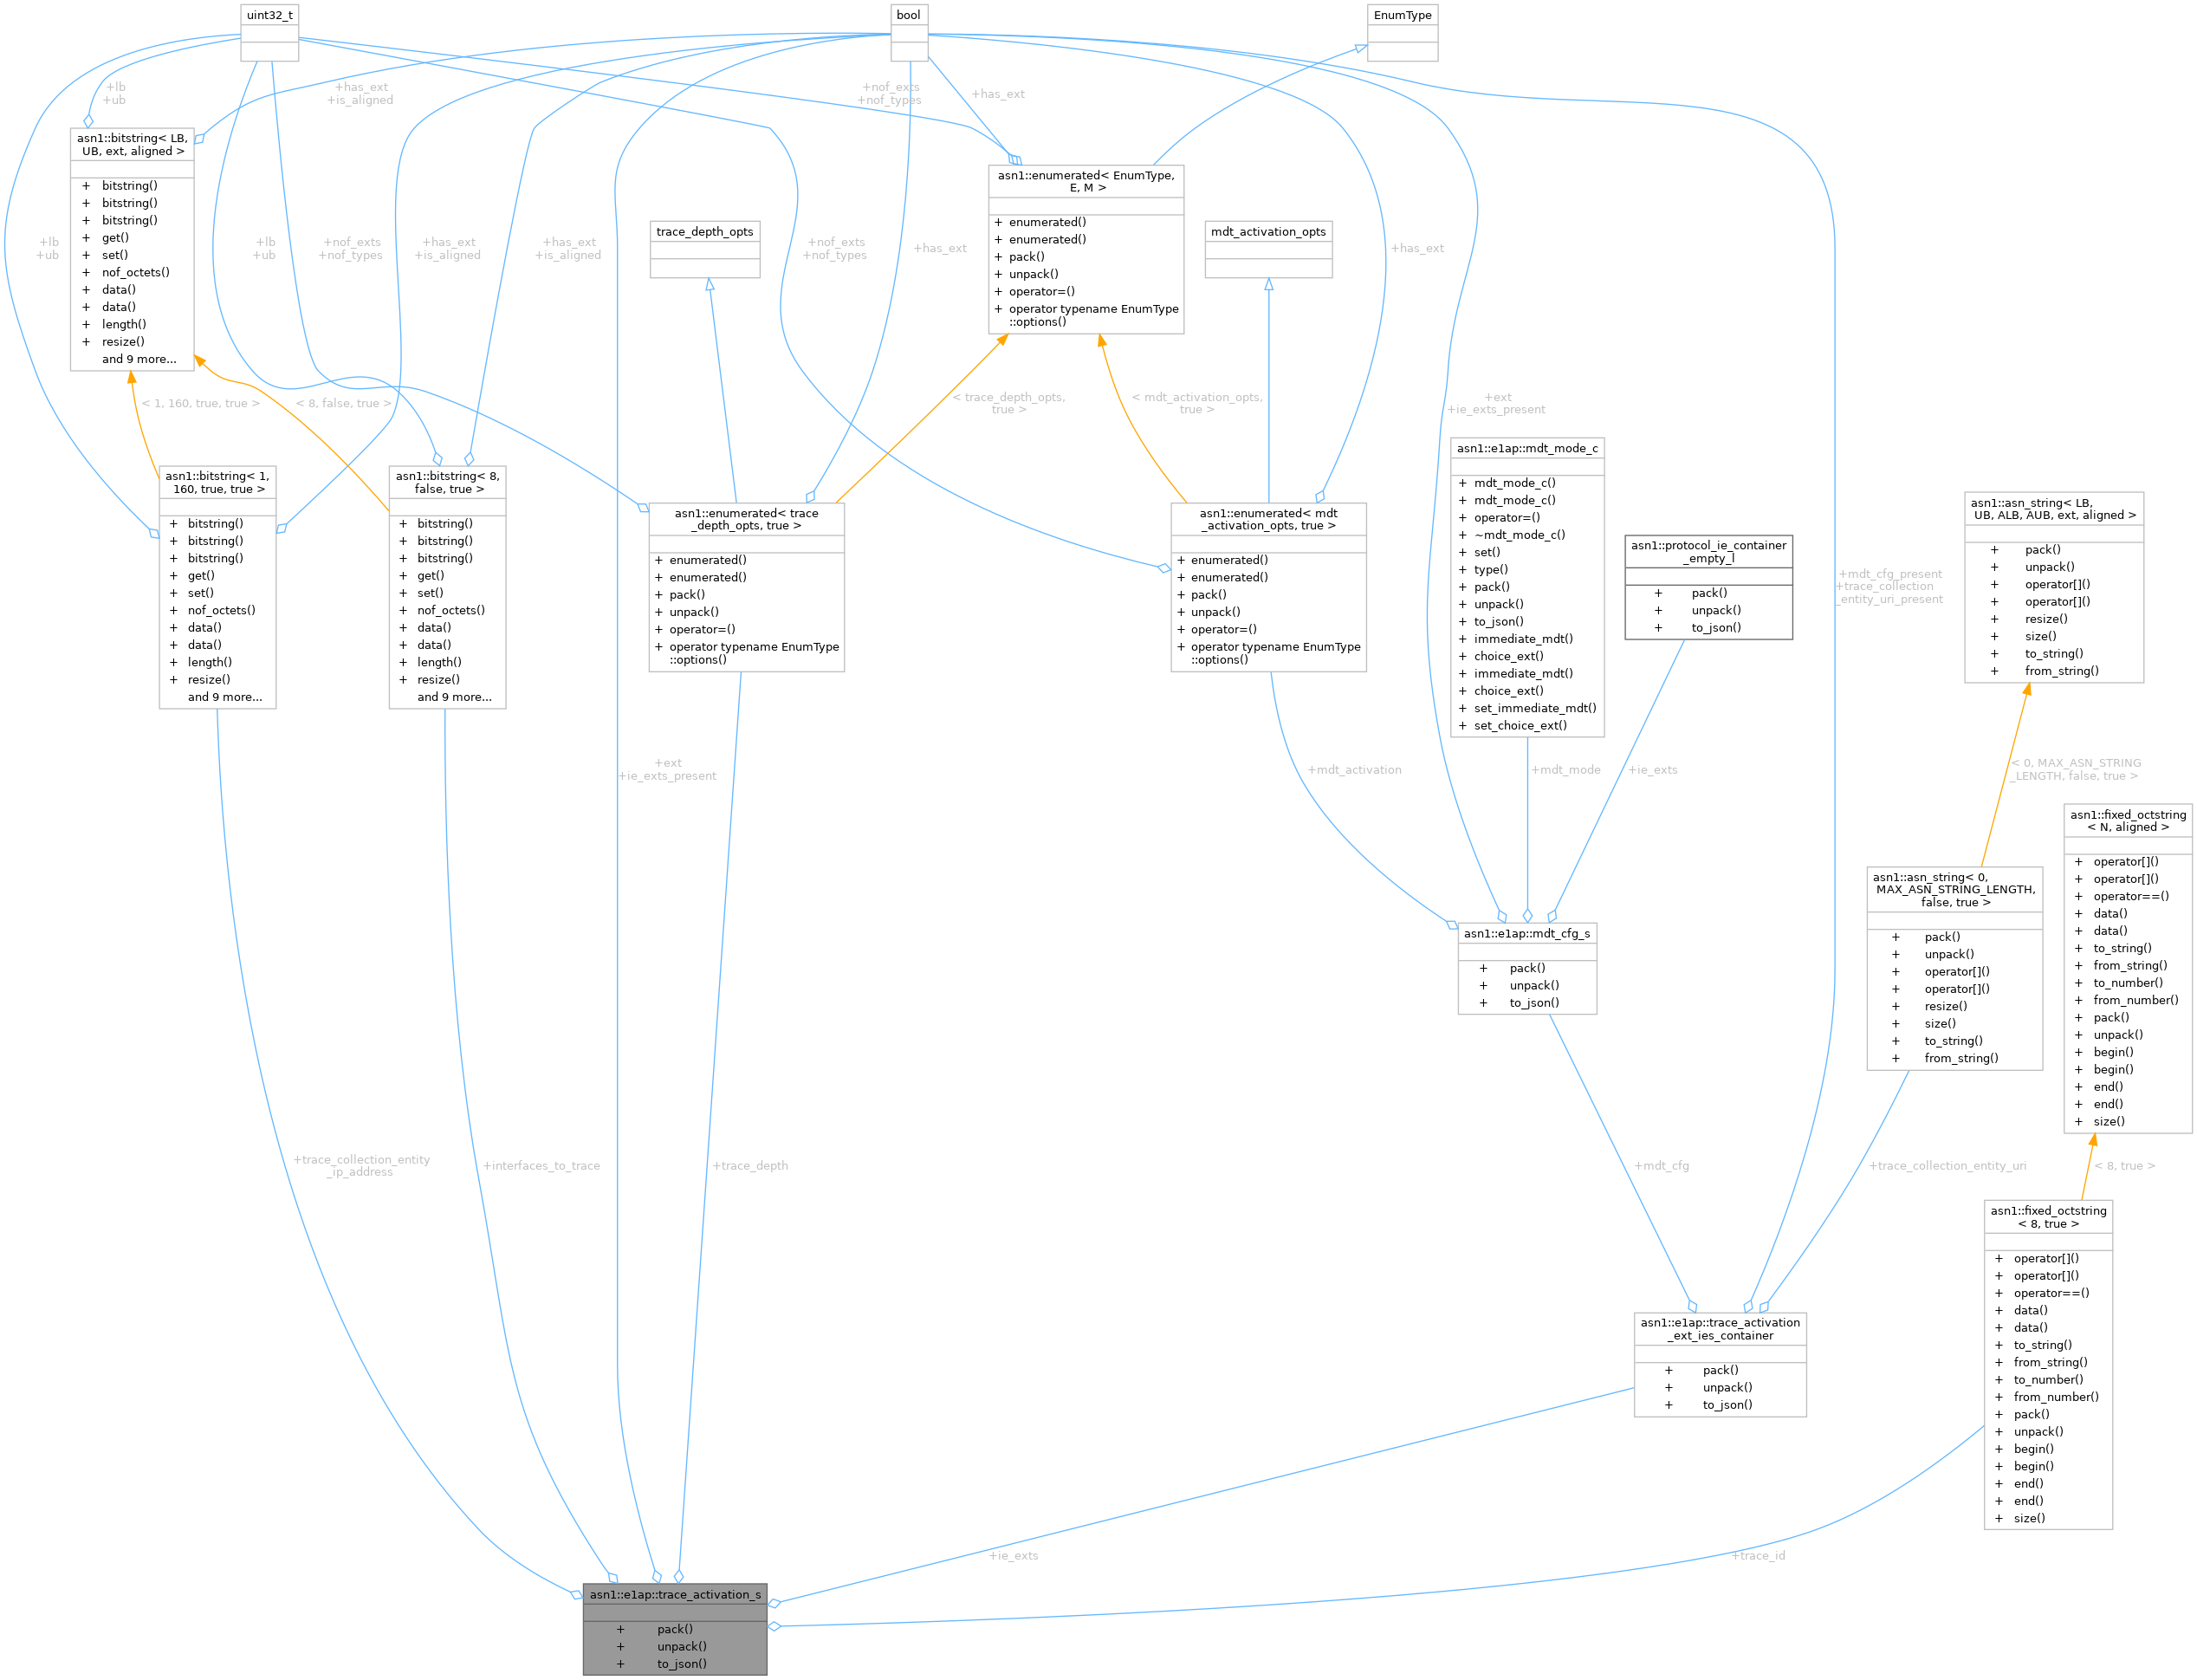 uint32_t
bool
EnumType
+lb
+ub
+has_ext
+is_aligned
+nof_exts
+nof_types
+has_ext
asn1::bitstring< LB,
UB, ext, aligned >
+ bitstring()
+ bitstring()
+ bitstring()
+ get()
+ set()
+ nof_octets()
+ data()
+ data()
+ length()
+ resize()
and 9 more...
asn1::enumerated< EnumType,
E, M >
+ enumerated()
+ enumerated()
+ pack()
+ unpack()
+ operator=()
+ operator typename EnumType
::options()
trace_depth_opts
mdt_activation_opts
+lb
+ub
+lb
+ub
+nof_exts
+nof_types
+has_ext
+is_aligned
+has_ext
+is_aligned
+nof_exts
+nof_types
+has_ext
+has_ext
< 1, 160, true, true >
< 8, false, true >
< trace_depth_opts,
true >
< mdt_activation_opts,
true >
+ext
+ie_exts_present
asn1::bitstring< 1,
160, true, true >
+ bitstring()
+ bitstring()
+ bitstring()
+ get()
+ set()
+ nof_octets()
+ data()
+ data()
+ length()
+ resize()
and 9 more...
asn1::bitstring< 8,
false, true >
+ bitstring()
+ bitstring()
+ bitstring()
+ get()
+ set()
+ nof_octets()
+ data()
+ data()
+ length()
+ resize()
and 9 more...
asn1::enumerated< trace
_depth_opts, true >
+ enumerated()
+ enumerated()
+ pack()
+ unpack()
+ operator=()
+ operator typename EnumType
::options()
asn1::enumerated< mdt
_activation_opts, true >
+ enumerated()
+ enumerated()
+ pack()
+ unpack()
+ operator=()
+ operator typename EnumType
::options()
asn1::e1ap::mdt_mode_c
+ mdt_mode_c()
+ mdt_mode_c()
+ operator=()
+ ~mdt_mode_c()
+ set()
+ type()
+ pack()
+ unpack()
+ to_json()
+ immediate_mdt()
+ choice_ext()
+ immediate_mdt()
+ choice_ext()
+ set_immediate_mdt()
+ set_choice_ext()
asn1::protocol_ie_container
_empty_l
+ pack()
+ unpack()
+ to_json()
+mdt_cfg_present
+trace_collection
_entity_uri_present
asn1::asn_string< LB,
UB, ALB, AUB, ext, aligned >
+ pack()
+ unpack()
+ operator[]()
+ operator[]()
+ resize()
+ size()
+ to_string()
+ from_string()
+ext
+ie_exts_present
+mdt_activation
+mdt_mode
+ie_exts
< 0, MAX_ASN_STRING
_LENGTH, false, true >
asn1::fixed_octstring
< N, aligned >
+ operator[]()
+ operator[]()
+ operator==()
+ data()
+ data()
+ to_string()
+ from_string()
+ to_number()
+ from_number()
+ pack()
+ unpack()
+ begin()
+ begin()
+ end()
+ end()
+ size()
asn1::asn_string< 0,
MAX_ASN_STRING_LENGTH,
false, true >
+ pack()
+ unpack()
+ operator[]()
+ operator[]()
+ resize()
+ size()
+ to_string()
+ from_string()
asn1::e1ap::mdt_cfg_s
+ pack()
+ unpack()
+ to_json()
+trace_collection_entity
_ip_address
+interfaces_to_trace
+trace_depth
+mdt_cfg
+trace_collection_entity_uri
< 8, true >
asn1::fixed_octstring
< 8, true >
+ operator[]()
+ operator[]()
+ operator==()
+ data()
+ data()
+ to_string()
+ from_string()
+ to_number()
+ from_number()
+ pack()
+ unpack()
+ begin()
+ begin()
+ end()
+ end()
+ size()
asn1::e1ap::trace_activation
_ext_ies_container
+ pack()
+ unpack()
+ to_json()
+ie_exts
+trace_id
asn1::e1ap::trace_activation_s
+ pack()
+ unpack()
+ to_json()